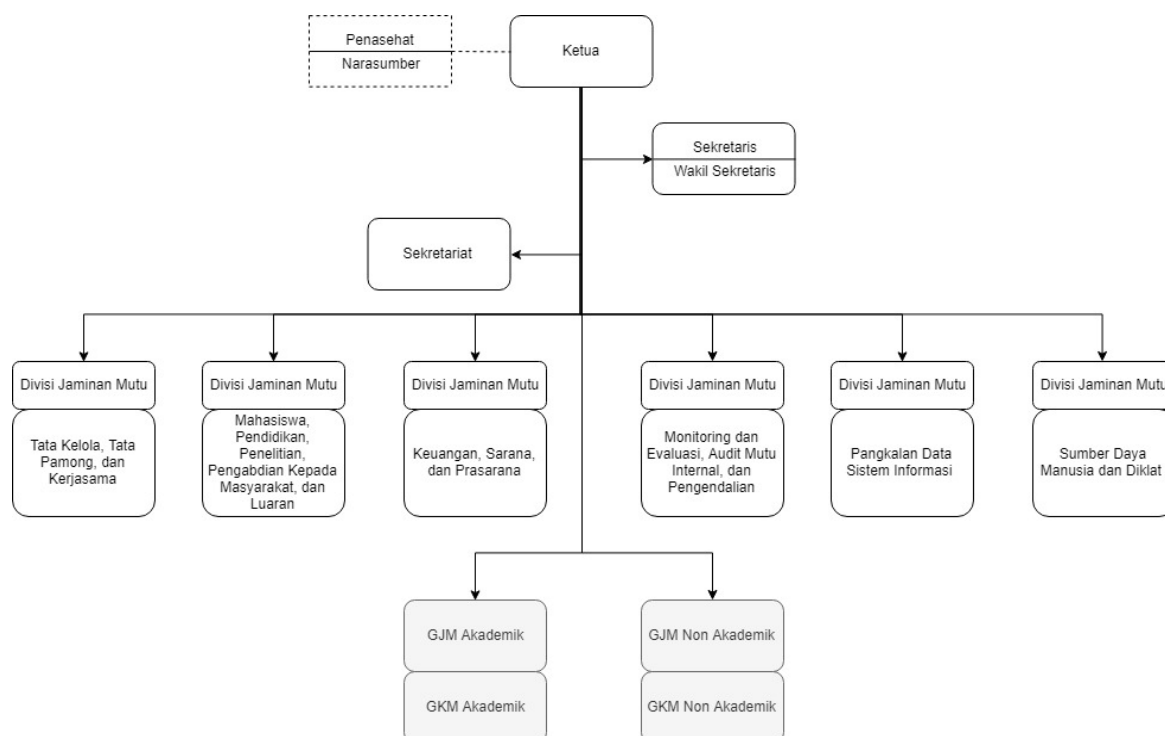 Penasehat
Narasumber
Ketua
Sekretaris
Wakil Sekretaris
Sekretariat
Divisi Jaminan Mutu
Tata Kelola, Tata
Pamong, dan
Kerjasama
Divisi Jaminan Mutu
Mahasiswa,
Pendidikan,
Penelitian,
Pengabdian Kepada
Masyarakat, dan
Luaran
Divisi Jaminan Mutu
Keuangan, Sarana,
dan Prasarana
Divisi Jaminan Mutu
Monitoring dan
Evaluasi, Audit Mutu
Internal, dan
Pengendalian
Divisi Jaminan Mutu
Pangkalan Data
Sistem Informasi
Divisi Jaminan Mutu
Sumber Daya
Manusia dan Diklat
GJM Akademik
GKM Akademik
GJM Non Akademik
GKM Non Akademik